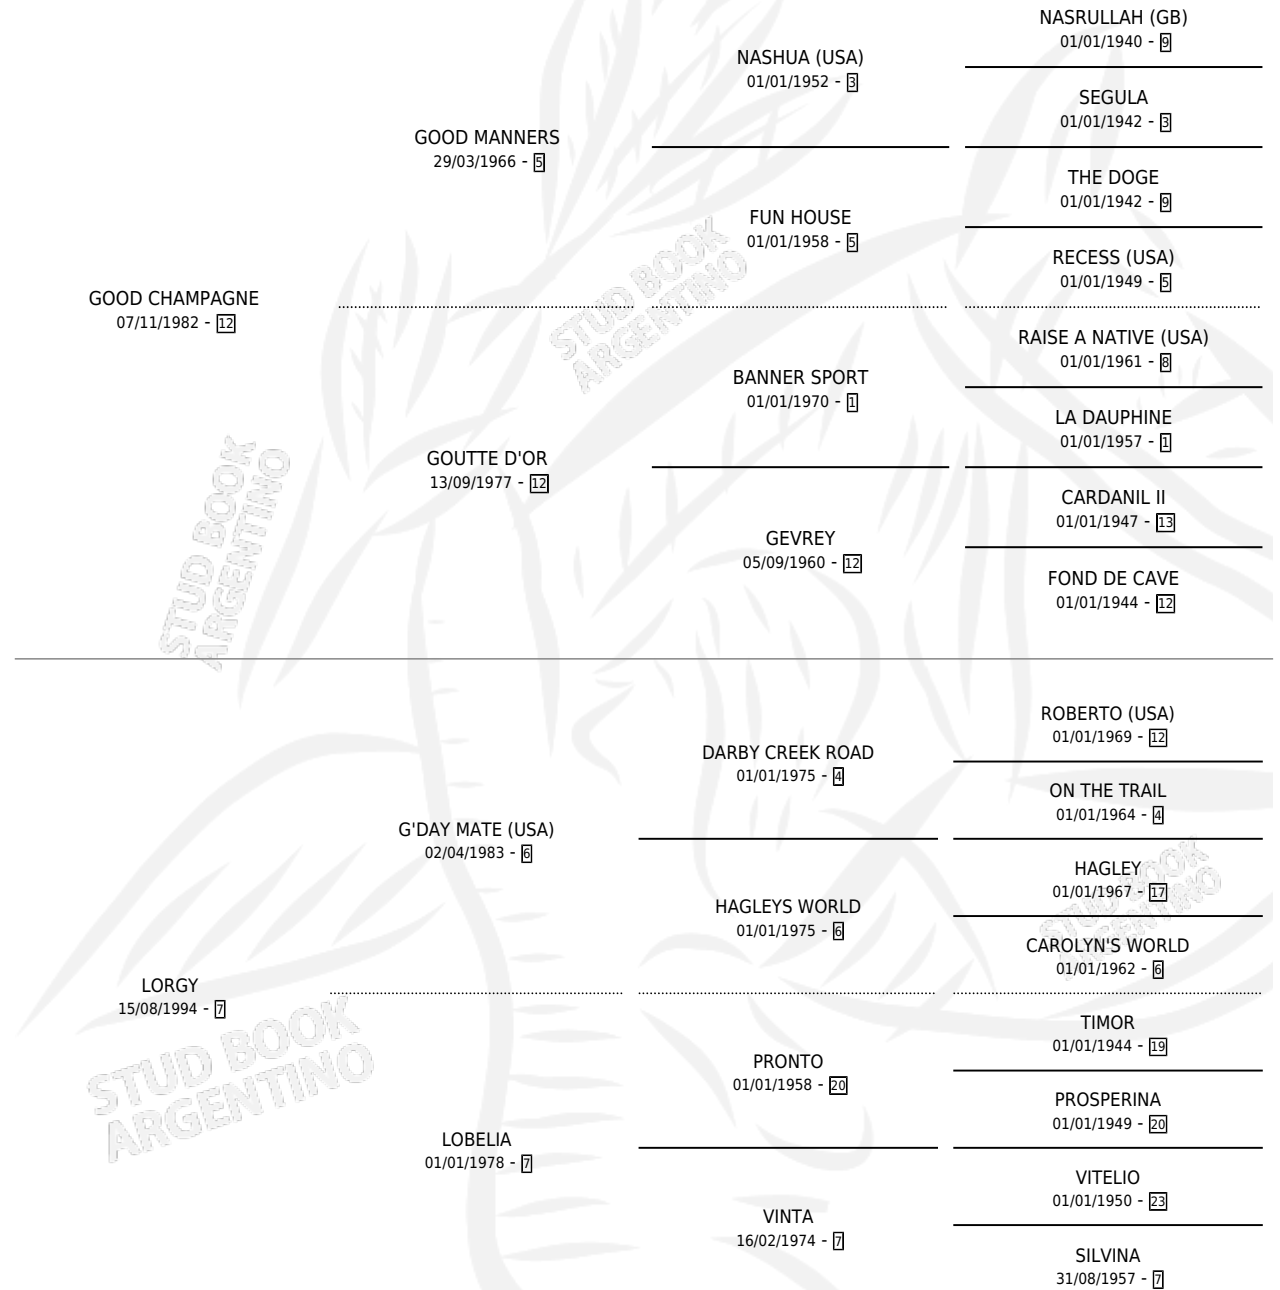 NASRULLAH (GB)
01/01/1940 - 9
NASHUA (USA)
01/01/1952 - 3
SEGULA
01/01/1942 - 3
GOOD MANNERS
29/03/1966 - 5
THE DOGE
01/01/1942 - 9
FUN HOUSE
01/01/1958 - 5
RECESS (USA)
01/01/1949 - 5
GOOD CHAMPAGNE
07/11/1982 - 12
RAISE A NATIVE (USA)
01/01/1961 - 8
BANNER SPORT
01/01/1970 - 1
LA DAUPHINE
01/01/1957 - 1
GOUTTE D'OR
13/09/1977 - 12
CARDANIL II
01/01/1947 - 13
GEVREY
05/09/1960 - 12
FOND DE CAVE
01/01/1944 - 12
ROBERTO (USA)
01/01/1969 - 12
DARBY CREEK ROAD
01/01/1975 - 4
ON THE TRAIL
01/01/1964 - 4
G'DAY MATE (USA)
02/04/1983 - 6
HAGLEY
01/01/1967 - 17
HAGLEYS WORLD
01/01/1975 - 6
CAROLYN'S WORLD
01/01/1962 - 6
LORGY
15/08/1994 - 7
TIMOR
01/01/1944 - 19
PRONTO
01/01/1958 - 20
PROSPERINA
01/01/1949 - 20
LOBELIA
01/01/1978 - 7
VITELIO
01/01/1950 - 23
VINTA
16/02/1974 - 7
SILVINA
31/08/1957 - 7
STUD BOOK
ARGENTINO
STUD BOOK
ARGENTINO
STUD BOOK
ARGENTINO
STUD BOOK
ARGENTINO